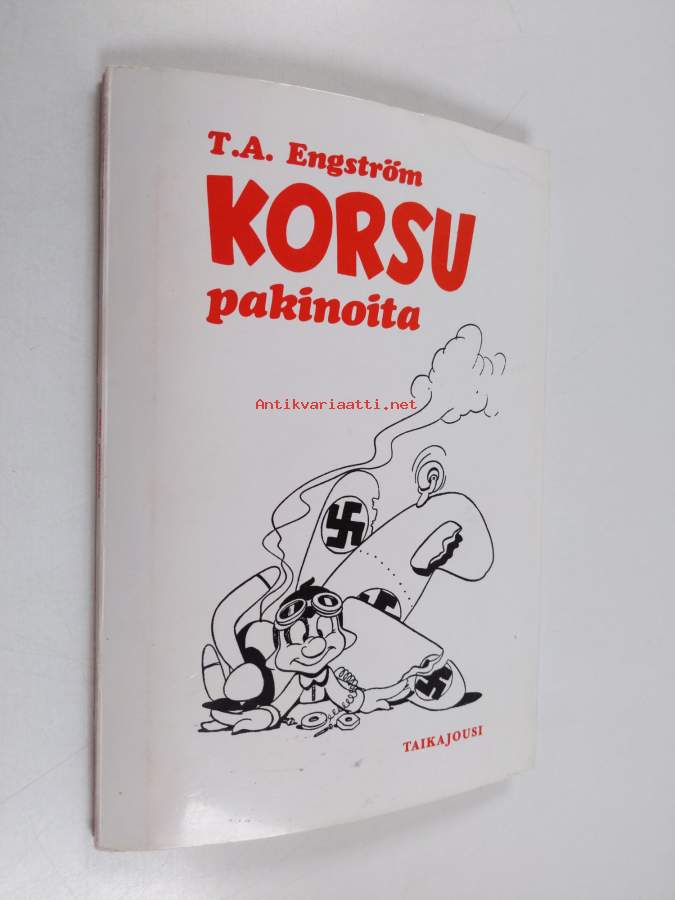 T.A. Engström
KORSU
pakinoita
Antikvariaatti.net
TAIKAJOUSI